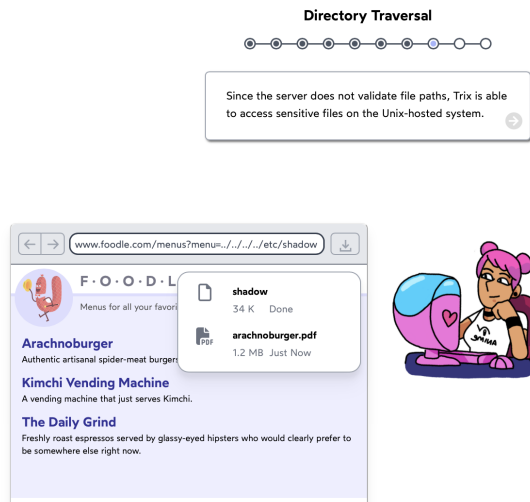 Directory Traversal
Since the server does not validate file paths, Trix is able
to access sensitive files on the Unix-hosted system.
www.foodle.com/menus?menu=../../../../etc/shadow
F·O·O·D·L
Menus for all your favori
shadow
34 K Done
PDF
arachnoburger.pdf
1.2 MB Just Now
Arachnoburger
Authentic artisanal spider-meat burgers
Kimchi Vending Machine
A vending machine that just serves Kimchi.
The Daily Grind
Freshly roast espressos served by glassy-eyed hipsters who would clearly prefer to
be somewhere else right now.